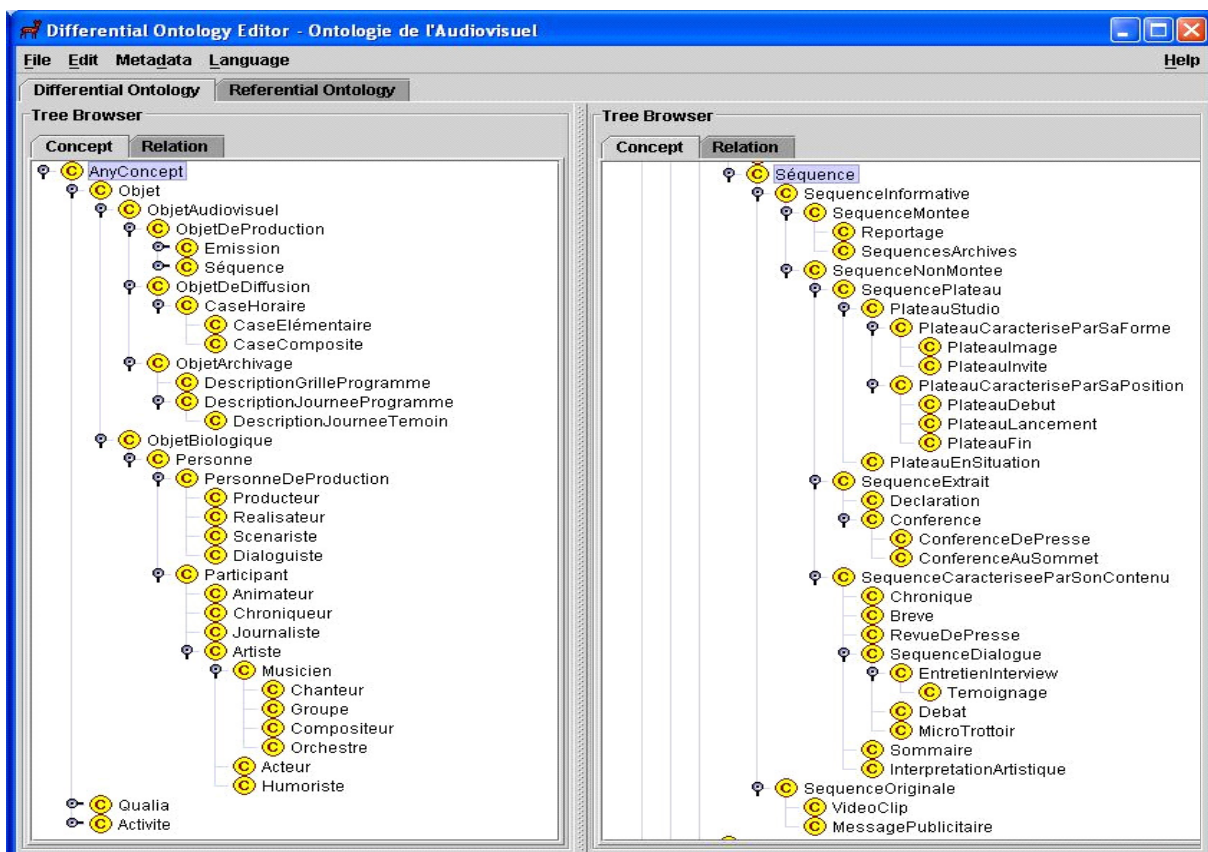 Differential Ontology Editor - Ontologie de l'Audiovisuel
File Edit Metadata Language Help
Differential Ontology Referential Ontology
Tree Browser
Concept Relation
C AnyConcept
C Objet
C ObjetAudiovisuel
C ObjetDeProduction
C Emission
C Séquence
C ObjetDeDiffusion
C CaseHoraire
C CaseElémentaire
C CaseComposite
C ObjetArchivage
C DescriptionGrilleProgramme
C DescriptionJourneeProgramme
C DescriptionJourneeTemoin
C ObjetBiologique
C Personne
C PersonneDeProduction
C Producteur
C Realisateur
C Scenariste
C Dialoguiste
C Participant
C Animateur
C Chroniqueur
C Journaliste
C Artiste
C Musicien
C Chanteur
C Groupe
C Compositeur
C Orchestre
C Acteur
C Humoriste
C Qualia
C Activite
Tree Browser
Concept Relation
C Séquence
C SequenceInformative
C SequenceMontee
C Reportage
C SequencesArchives
C SequenceNonMontee
C SequencePlateau
C PlateauStudio
C PlateauCaracteriseParSaForme
C PlateauImage
C PlateauInvite
C PlateauCaracteriseParSaPosition
C PlateauDebut
C PlateauLancement
C PlateauFin
C PlateauEnSituation
C SequenceExtrait
C Declaration
C Conference
C ConferenceDePresse
C ConferenceAuSommet
C SequenceCaracteriseeParSonContenu
C Chronique
C Breve
C RevueDePresse
C SequenceDialogue
C EntretienInterview
C Temoignage
C Debat
C MicroTrottoir
C Sommaire
C InterpretationArtistique
C SequenceOriginale
C VideoClip
C MessagePublicitaire